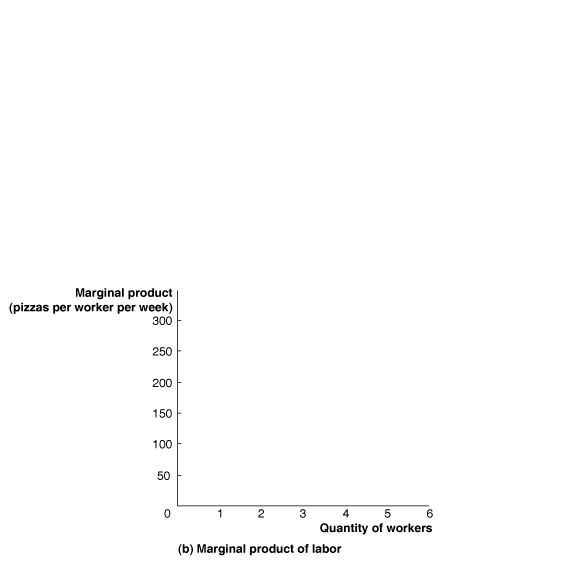 Marginal product
(pizzas per worker per week)
300
250
200
150
100
50
0 1 2 3 4 5 6
Quantity of workers
(b) Marginal product of labor